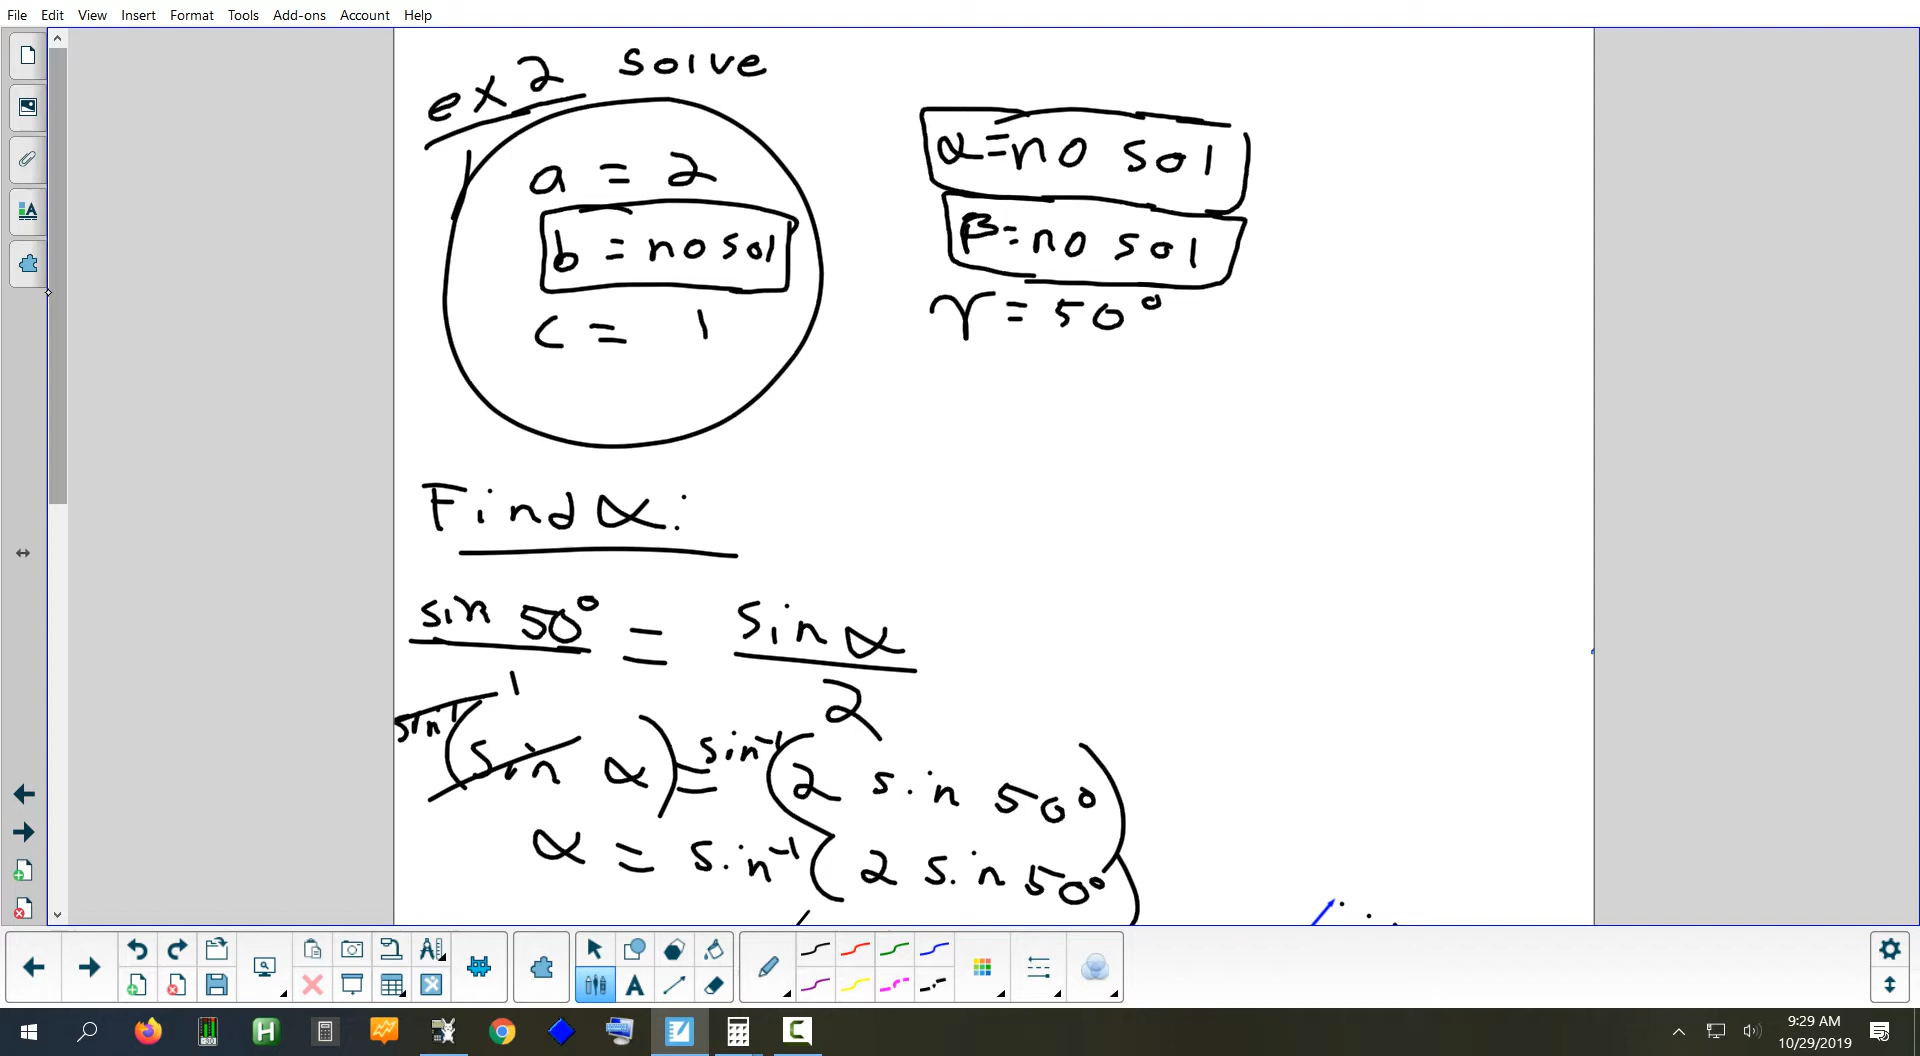 File Edit View Insert Format Tools Add-ons Account Help
ex 2 solve
a = 2
b = no sol
c = 1
α = no sol
β = no sol
γ = 50°
Find α:
sin 50° / 1 = sin α / 2
sin⁻¹(sin α) = sin⁻¹(2 sin 50°)
α = sin⁻¹(2 sin 50°)
9:29 AM
10/29/2019